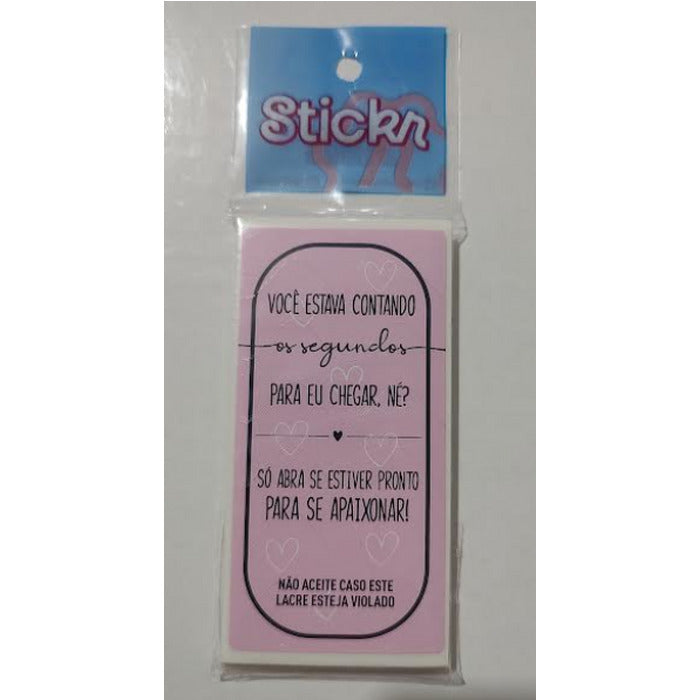 Stickr
VOCÊ ESTAVA CONTANDO
os segundos
PARA EU CHEGAR, NÉ?
SÓ ABRA SE ESTIVER PRONTO
PARA SE APAIXONAR!
NÃO ACEITE CASO ESTE
LACRE ESTEJA VIOLADO